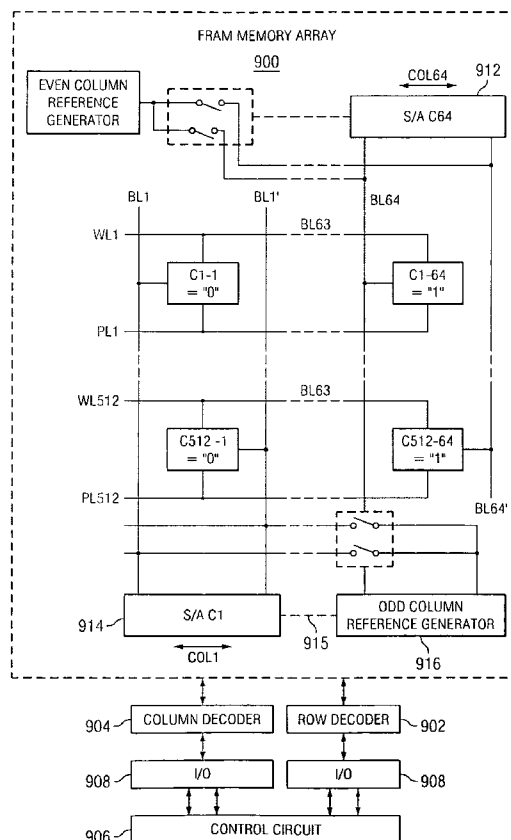 FRAM MEMORY ARRAY
900
EVEN COLUMN
REFERENCE
GENERATOR
COL64
912
S/A C64
BL1
BL1'
BL64
WL1
BL63
C1-1
= "0"
C1-64
= "1"
PL1
WL512
BL63
C512 -1
= "0"
C512-64
= "1"
PL512
BL64'
914
S/A C1
915
ODD COLUMN
REFERENCE GENERATOR
COL1
916
904
COLUMN DECODER
ROW DECODER
902
908
I/O
I/O
908
906
CONTROL CIRCUIT